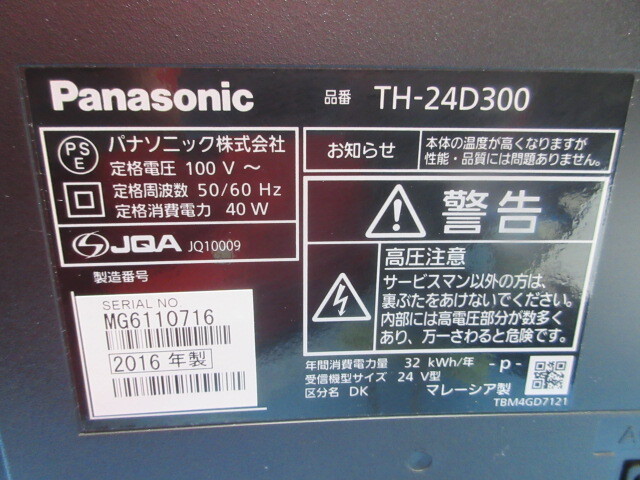 Panasonic
品番 TH-24D300
PS
E
パナソニック株式会社
定格電圧 100 V ～
定格周波数 50/60 Hz
定格消費電力 40 W
JQA JQ10009
製造番号
SERIAL NO
MG6110716
2016 年製
お知らせ
本体の温度が高くなりますが
性能・品質には問題ありません。
警告
高圧注意
サービスマン以外の方は、
裏ぶたをあけないでください。
内部には高電圧部分が数多く
あり、万一さわると危険です。
年間消費電力量 32 kWh/年
受信機型サイズ 24 V型
区分名 DK
マレーシア製
-p-
TBM4GD7121